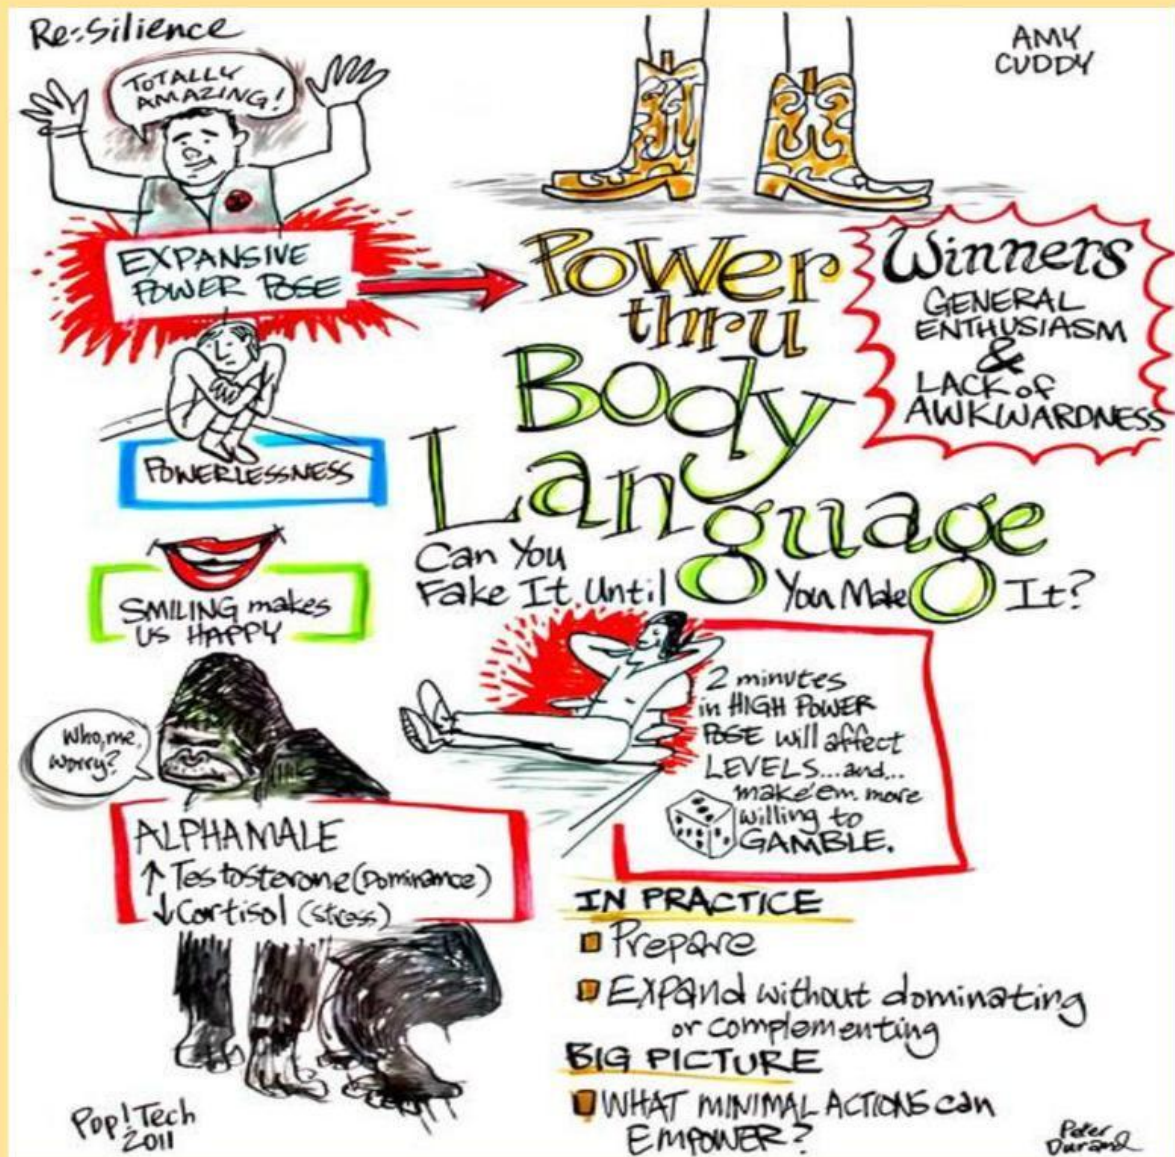 Re:Silience
TOTALLY
AMAZING!
EXPANSIVE
POWER POSE
POWERLESSNESS
SMILING makes
US HAPPY
Who, me,
worry?
ALPHAMALE
↑ Testosterone (Dominance)
↓ Cortisol (stress)
Pop! Tech
2011
AMY
CUDDY
Power
thru
Body
Language
Can You
Fake It Until You Make It?
Winners
GENERAL
ENTHUSIASM
&
LACK of
AWKWARDNESS
2 minutes
in HIGH POWER
POSE will affect
LEVELS...and...
make 'em more
willing to
GAMBLE.
IN PRACTICE
Prepare
EXPAND without dominating
or complementing
BIG PICTURE
WHAT MINIMAL ACTIONS can
EMPOWER?
Peter
Durand